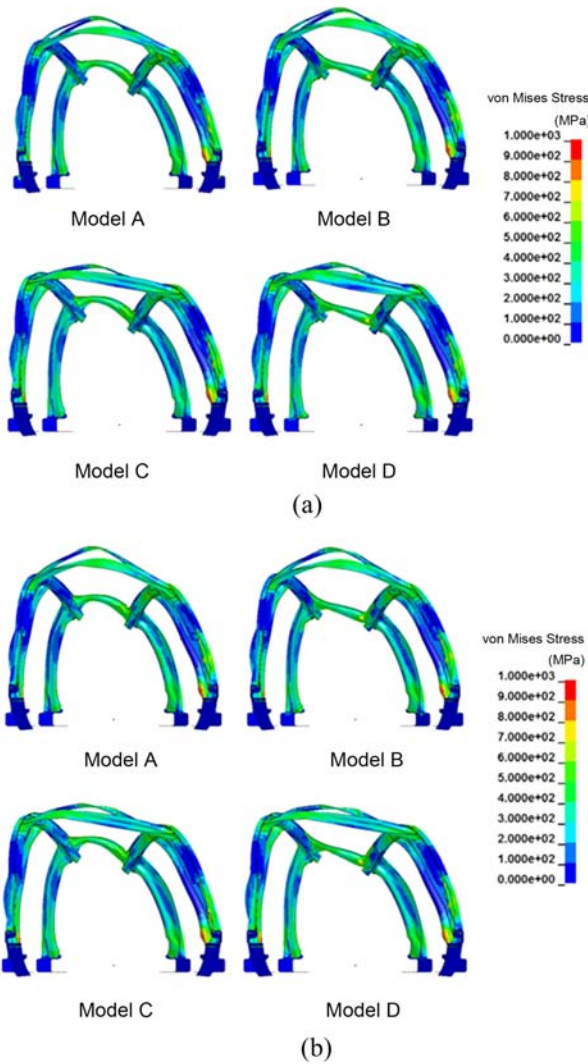 von Mises Stress
(MPa)
1.000e+03
9.000e+02
8.000e+02
7.000e+02
6.000e+02
5.000e+02
4.000e+02
3.000e+02
2.000e+02
1.000e+02
0.000e+00
Model A
Model B
Model C
Model D
(a)
von Mises Stress
(MPa)
1.000e+03
9.000e+02
8.000e+02
7.000e+02
6.000e+02
5.000e+02
4.000e+02
3.000e+02
2.000e+02
1.000e+02
0.000e+00
Model A
Model B
Model C
Model D
(b)